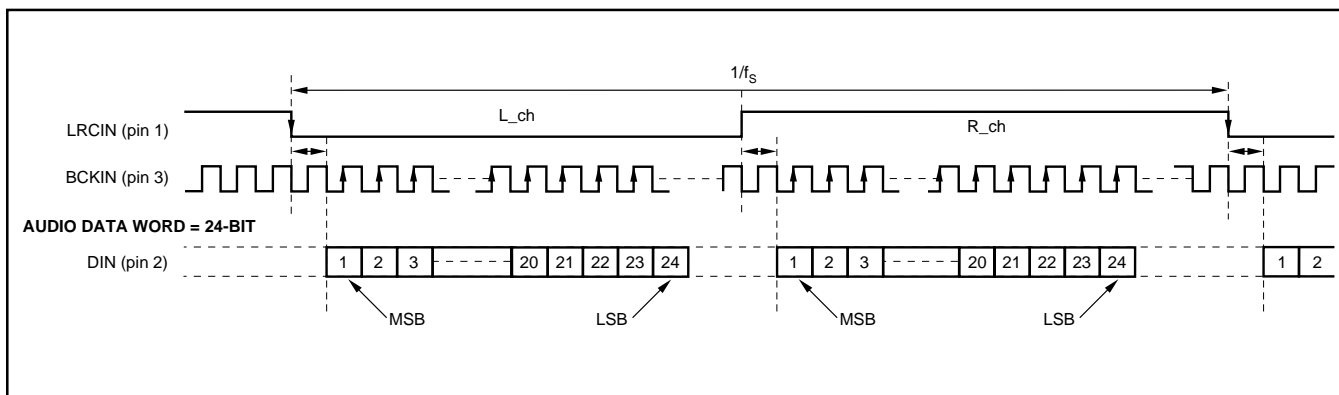 1/fS
LRCIN (pin 1)
L_ch
R_ch
BCKIN (pin 3)
AUDIO DATA WORD = 24-BIT
DIN (pin 2)
1 2 3 20 21 22 23 24 1 2 3 20 21 22 23 24 1 2
MSB LSB MSB LSB